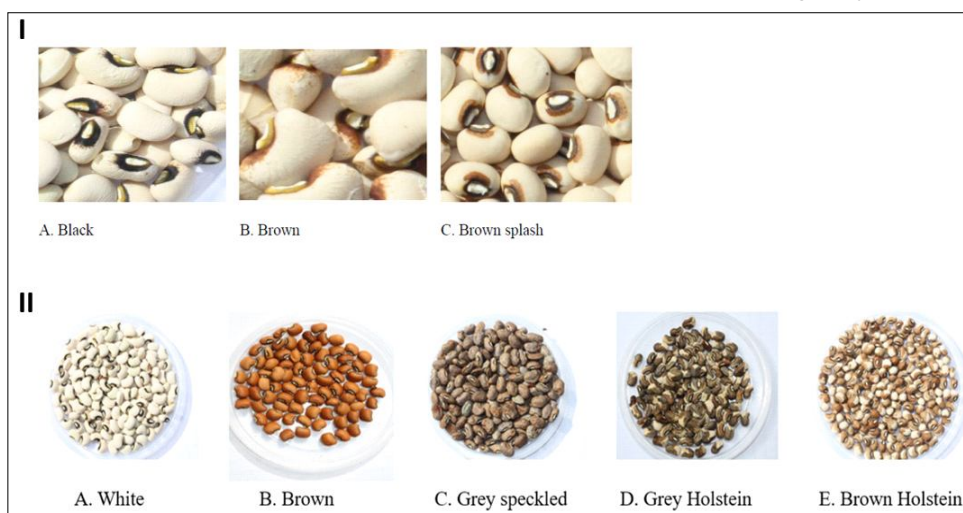 I
A. Black
B. Brown
C. Brown splash
II
A. White
B. Brown
C. Grey speckled
D. Grey Holstein
E. Brown Holstein